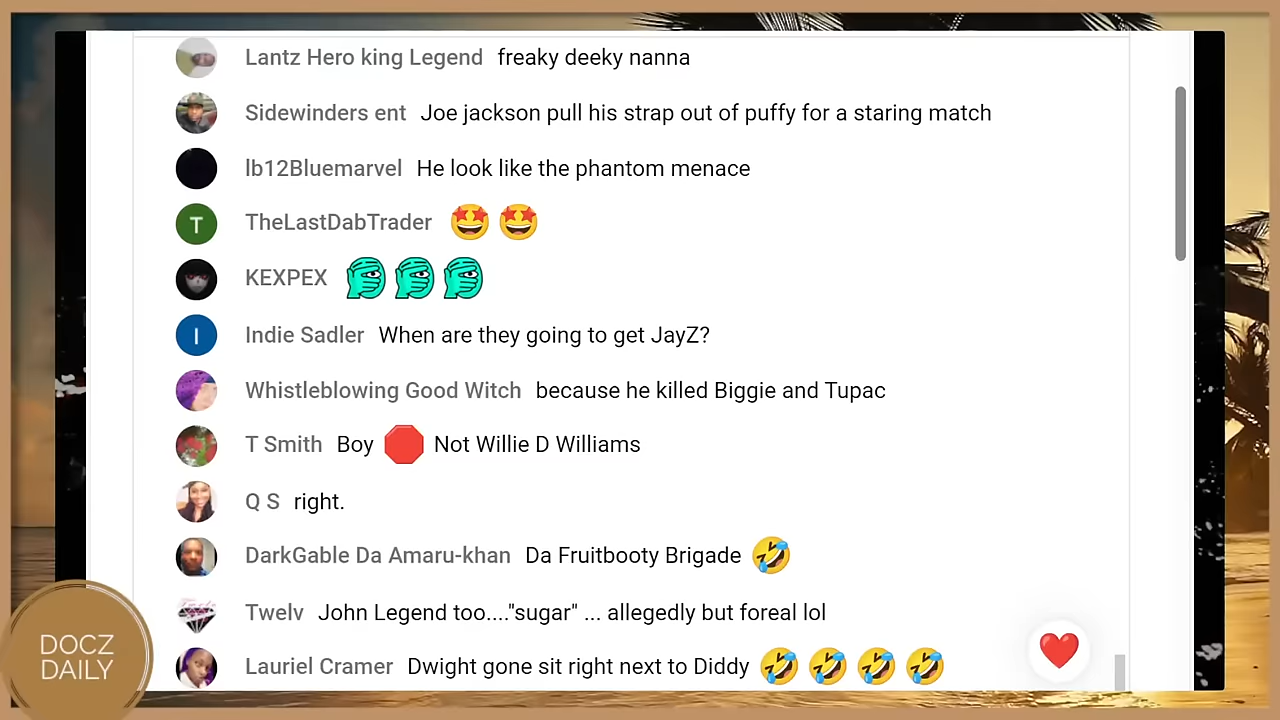 Lantz Hero king Legend freaky deeky nanna
Sidewinders ent Joe jackson pull his strap out of puffy for a staring match
lb12Bluemarvel He look like the phantom menace
T TheLastDabTrader 🤩 🤩
KEXPEX
I Indie Sadler When are they going to get JayZ?
Whistleblowing Good Witch because he killed Biggie and Tupac
T Smith Boy 🛑 Not Willie D Williams
Q S right.
DarkGable Da Amaru-khan Da Fruitbooty Brigade 🤣
Twelv John Legend too...."sugar" ... allegedly but foreal lol
Lauriel Cramer Dwight gone sit right next to Diddy 🤣 🤣 🤣 🤣
DOCZ
DAILY